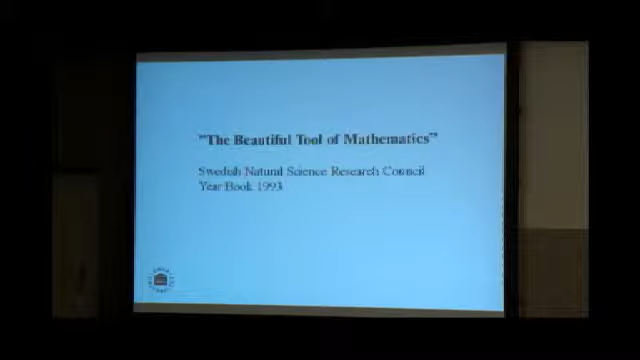 "The Beautiful Tool of Mathematics"
Swedish Natural Science Research Council
Year Book 1993